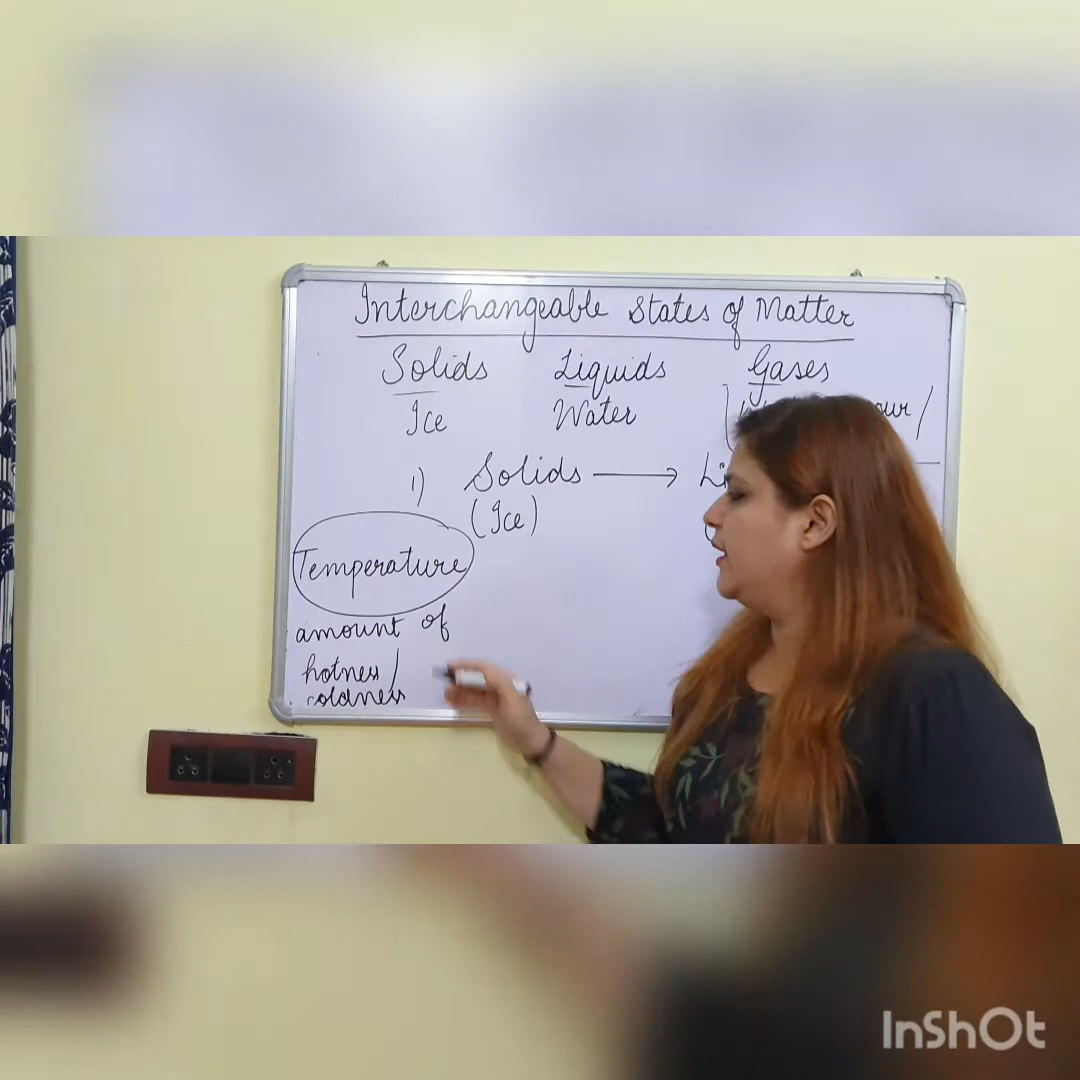 Interchangeable States of Matter
Solids Liquids Gases
Ice Water
1) Solids →
(Ice)
Temperature
amount of
hotness/
coldness
InShOt